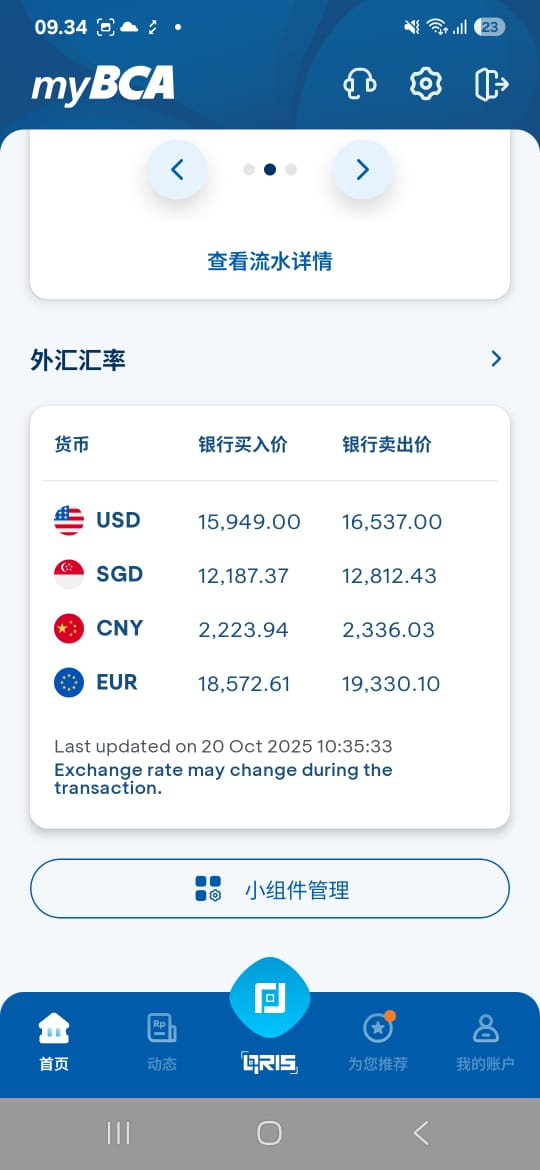 09.34 23
myBCA
查看流水详情
外汇汇率
货币 银行买入价 银行卖出价
USD 15,949.00 16,537.00
SGD 12,187.37 12,812.43
CNY 2,223.94 2,336.03
EUR 18,572.61 19,330.10
Last updated on 20 Oct 2025 10:35:33
Exchange rate may change during the
transaction.
小组件管理
Rp
首页 动态 QRIS 为您推荐 我的账户